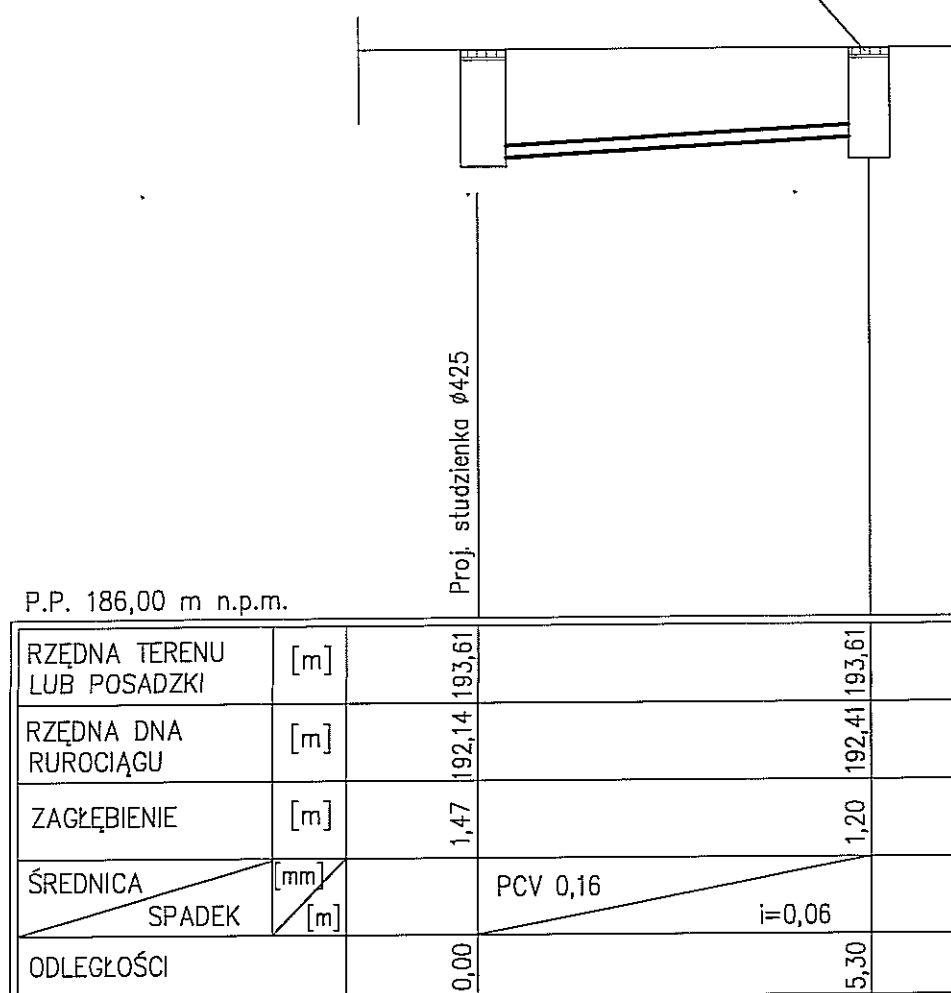 Proj. studzienka ϕ425
P.P. 186,00 m n.p.m.
RZĘDNA TERENU
LUB POSADZKI
[m]
193,61
193,61
RZĘDNA DNA
RUROCIĄGU
[m]
192,14
192,41
ZAGŁĘBIENIE
[m]
1,47
1,20
ŚREDNICA
SPADEK
[mm]
[m]
PCV 0,16
i=0,06
ODLEGŁOŚCI
0,00
5,30